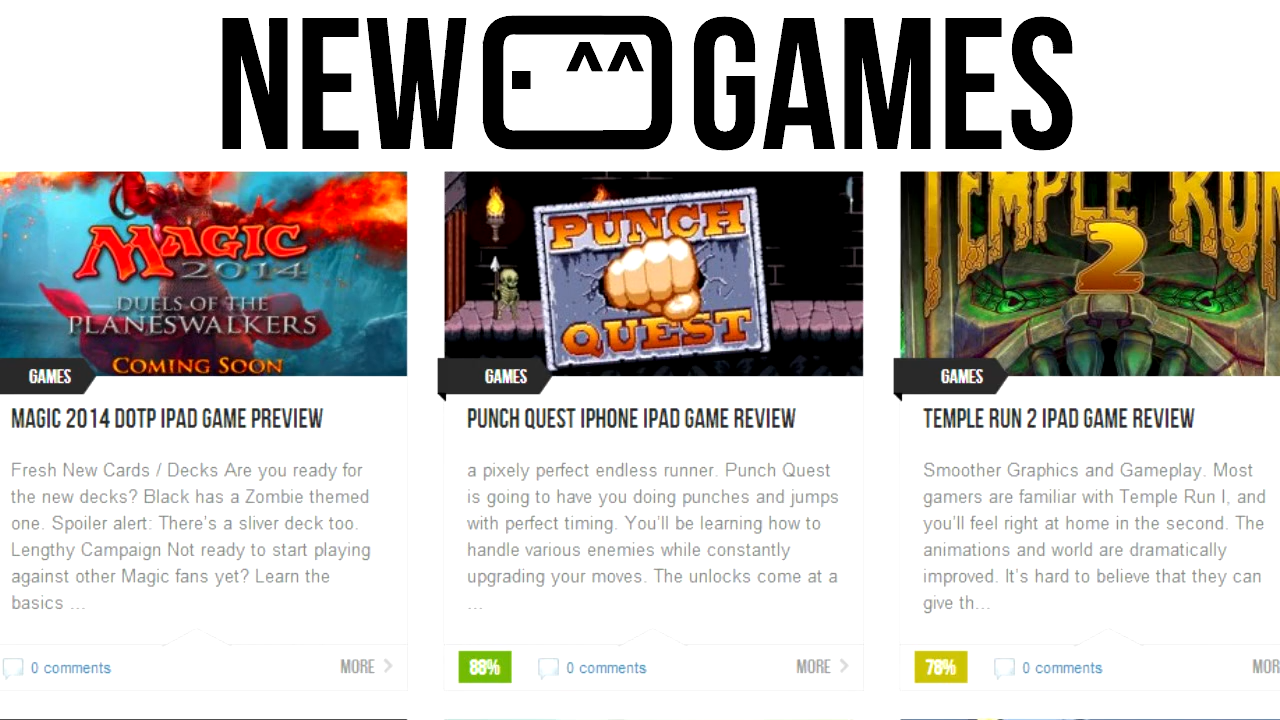 NEW GAMES
MAGIC
2014
DUELS OF THE
PLANESWALKERS
COMING SOON
GAMES
MAGIC 2014 DOTP IPAD GAME PREVIEW
Fresh New Cards / Decks Are you ready for
the new decks? Black has a Zombie themed
one. Spoiler alert: There's a sliver deck too.
Lengthy Campaign Not ready to start playing
against other Magic fans yet? Learn the
basics ...
0 comments
MORE
PUNCH
QUEST
GAMES
PUNCH QUEST IPHONE IPAD GAME REVIEW
a pixely perfect endless runner. Punch Quest
is going to have you doing punches and jumps
with perfect timing. You'll be learning how to
handle various enemies while constantly
upgrading your moves. The unlocks come at a
...
88%
0 comments
MORE
TEMPLE RUN
2
GAMES
TEMPLE RUN 2 IPAD GAME REVIEW
Smoother Graphics and Gameplay. Most
gamers are familiar with Temple Run I, and
you'll feel right at home in the second. The
animations and world are dramatically
improved. It's hard to believe that they can
give th...
78%
0 comments
MOR